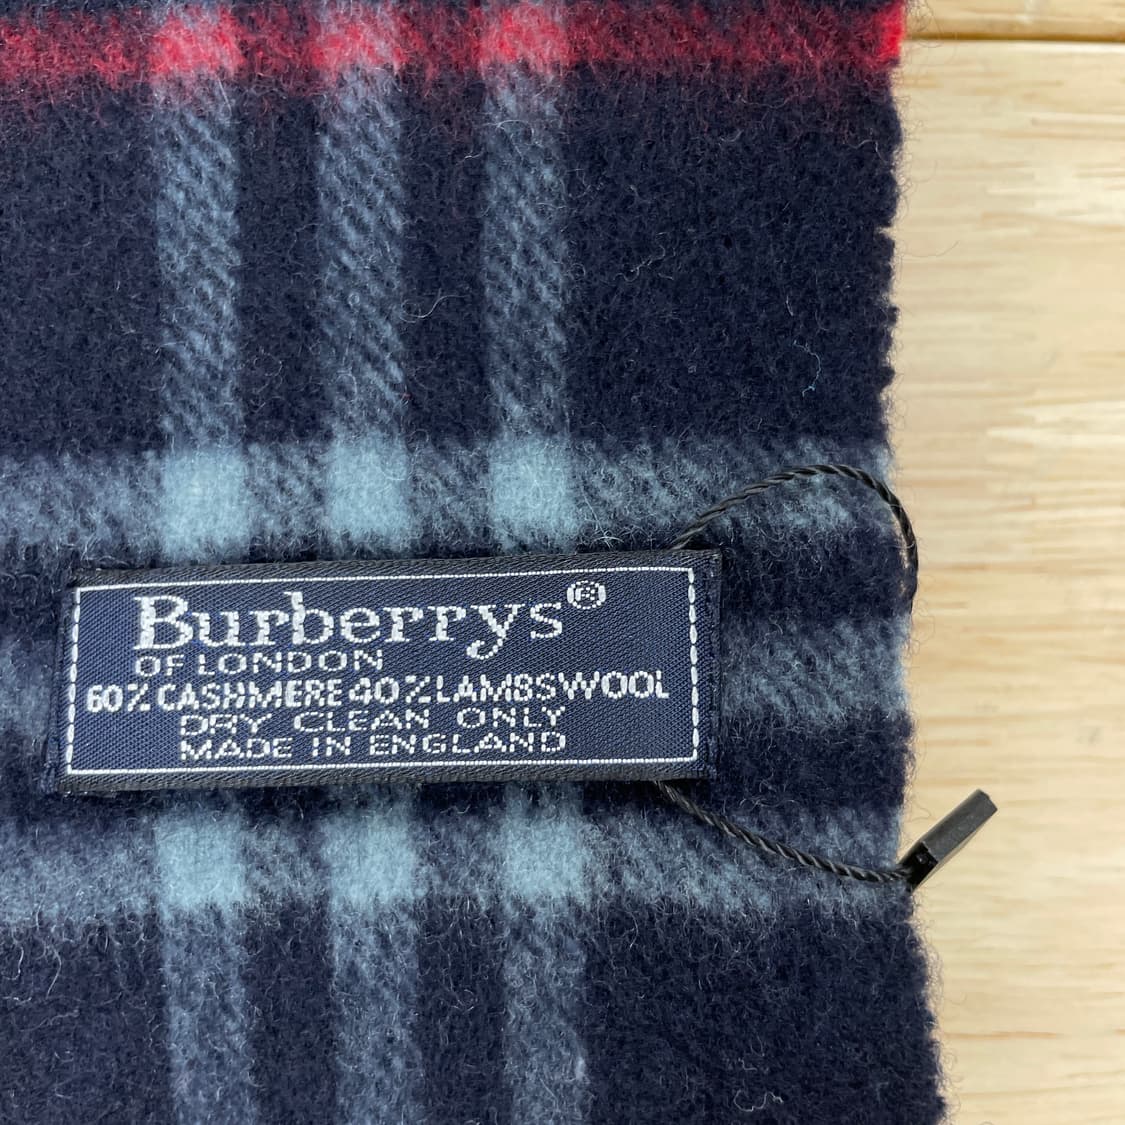 Burberrys®
OF LONDON
60% CASHMERE 40% LAMBSWOOL
DRY CLEAN ONLY
MADE IN ENGLAND